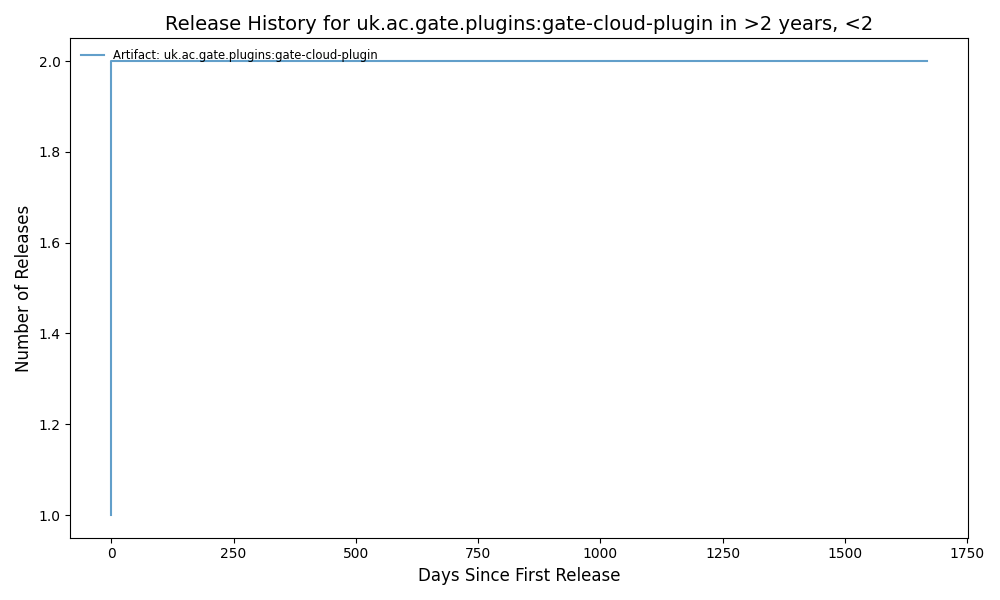 Release History for uk.ac.gate.plugins:gate-cloud-plugin in >2 years, <2
Artifact: uk.ac.gate.plugins:gate-cloud-plugin
Number of Releases
2.0
1.8
1.6
1.4
1.2
1.0
0 250 500 750 1000 1250 1500 1750
Days Since First Release